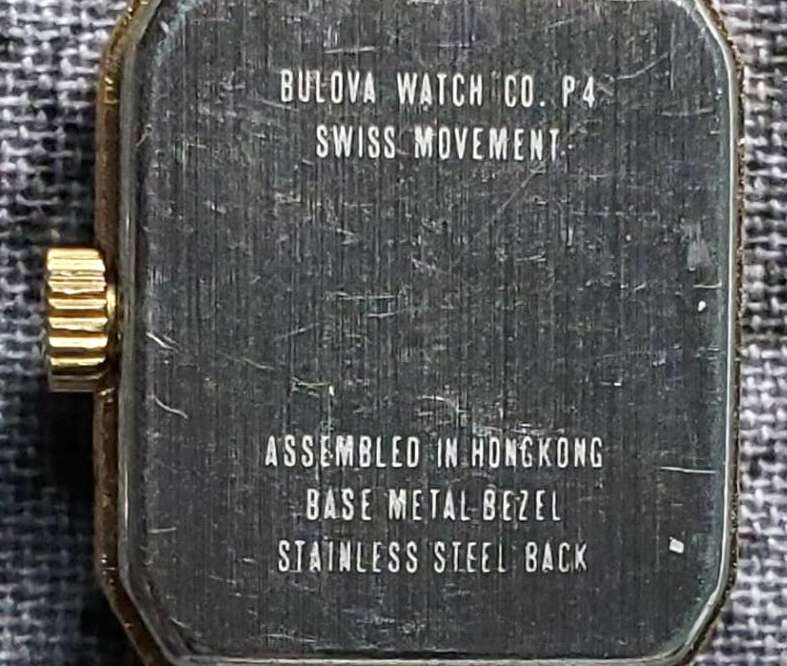 BULOVA WATCH CO. P4
SWISS MOVEMENT
ASSEMBLED IN HONGKONG
BASE METAL BEZEL
STAINLESS STEEL BACK